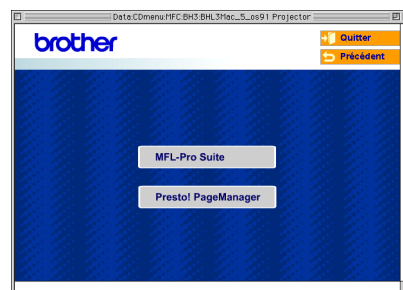 Data:CDmenu:MFC:BH3:BHL3Mac_5_os91 Projector
brother
Quitter
Précédent
MFL-Pro Suite
Presto! PageManager